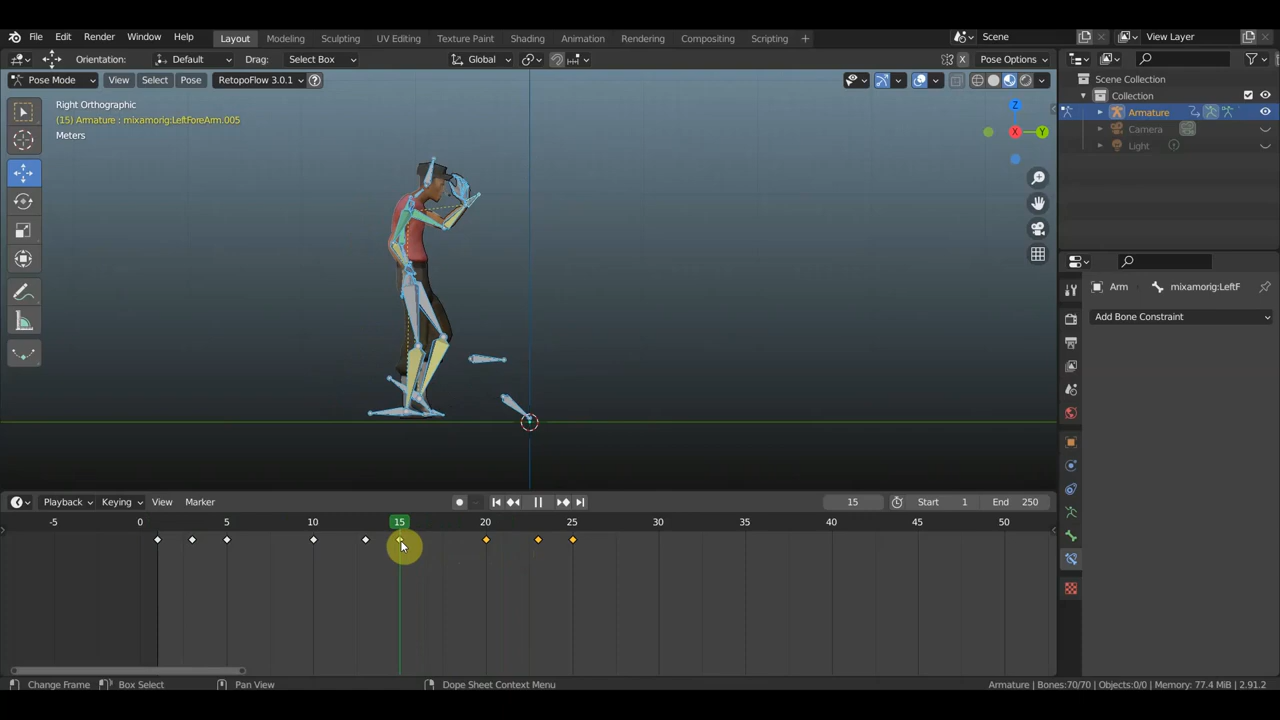 File Edit Render Window Help Layout Modeling Sculpting UV Editing Texture Paint Shading Animation Rendering Compositing Scripting + Scene View Layer
Orientation: Default Drag: Select Box Global X Pose Options
Pose Mode View Select Pose RetopoFlow 3.0.1 ?
Scene Collection
Collection
Armature
Camera
Light
Right Orthographic
(15) Armature : mixamorig:LeftForeArm.005
Meters
Z
X
Y
Arm mixamorig:LeftF
Add Bone Constraint
Playback Keying View Marker 15 Start 1 End 250
-5 0 5 10 15 20 25 30 35 40 45 50
Change Frame Box Select Pan View Dope Sheet Context Menu Armature | Bones:70/70 | Objects:0/0 | Memory: 77.4 MiB | 2.91.2